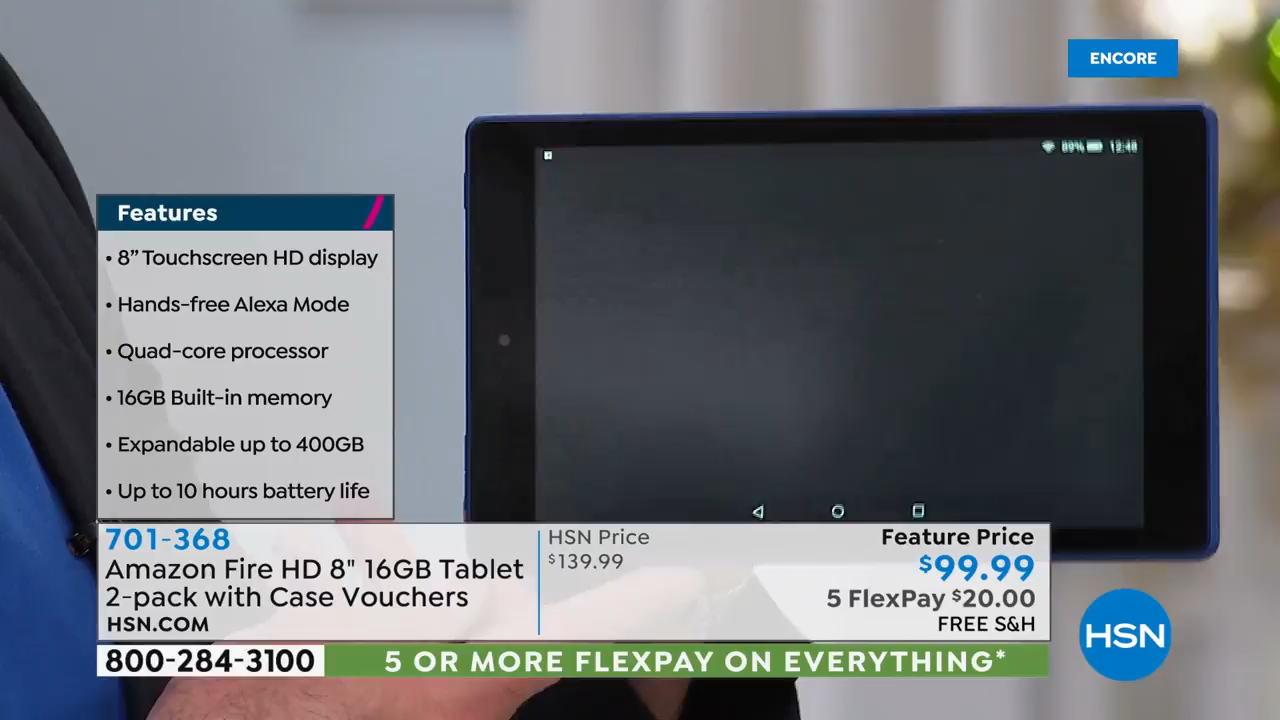 ENCORE
89% 12:48
Features
• 8” Touchscreen HD display
• Hands-free Alexa Mode
• Quad-core processor
• 16GB Built-in memory
• Expandable up to 400GB
• Up to 10 hours battery life
701-368
Amazon Fire HD 8" 16GB Tablet
2-pack with Case Vouchers
HSN.COM
HSN Price
$139.99
Feature Price
$99.99
5 FlexPay $20.00
FREE S&H
HSN
800-284-3100
5 OR MORE FLEXPAY ON EVERYTHING*